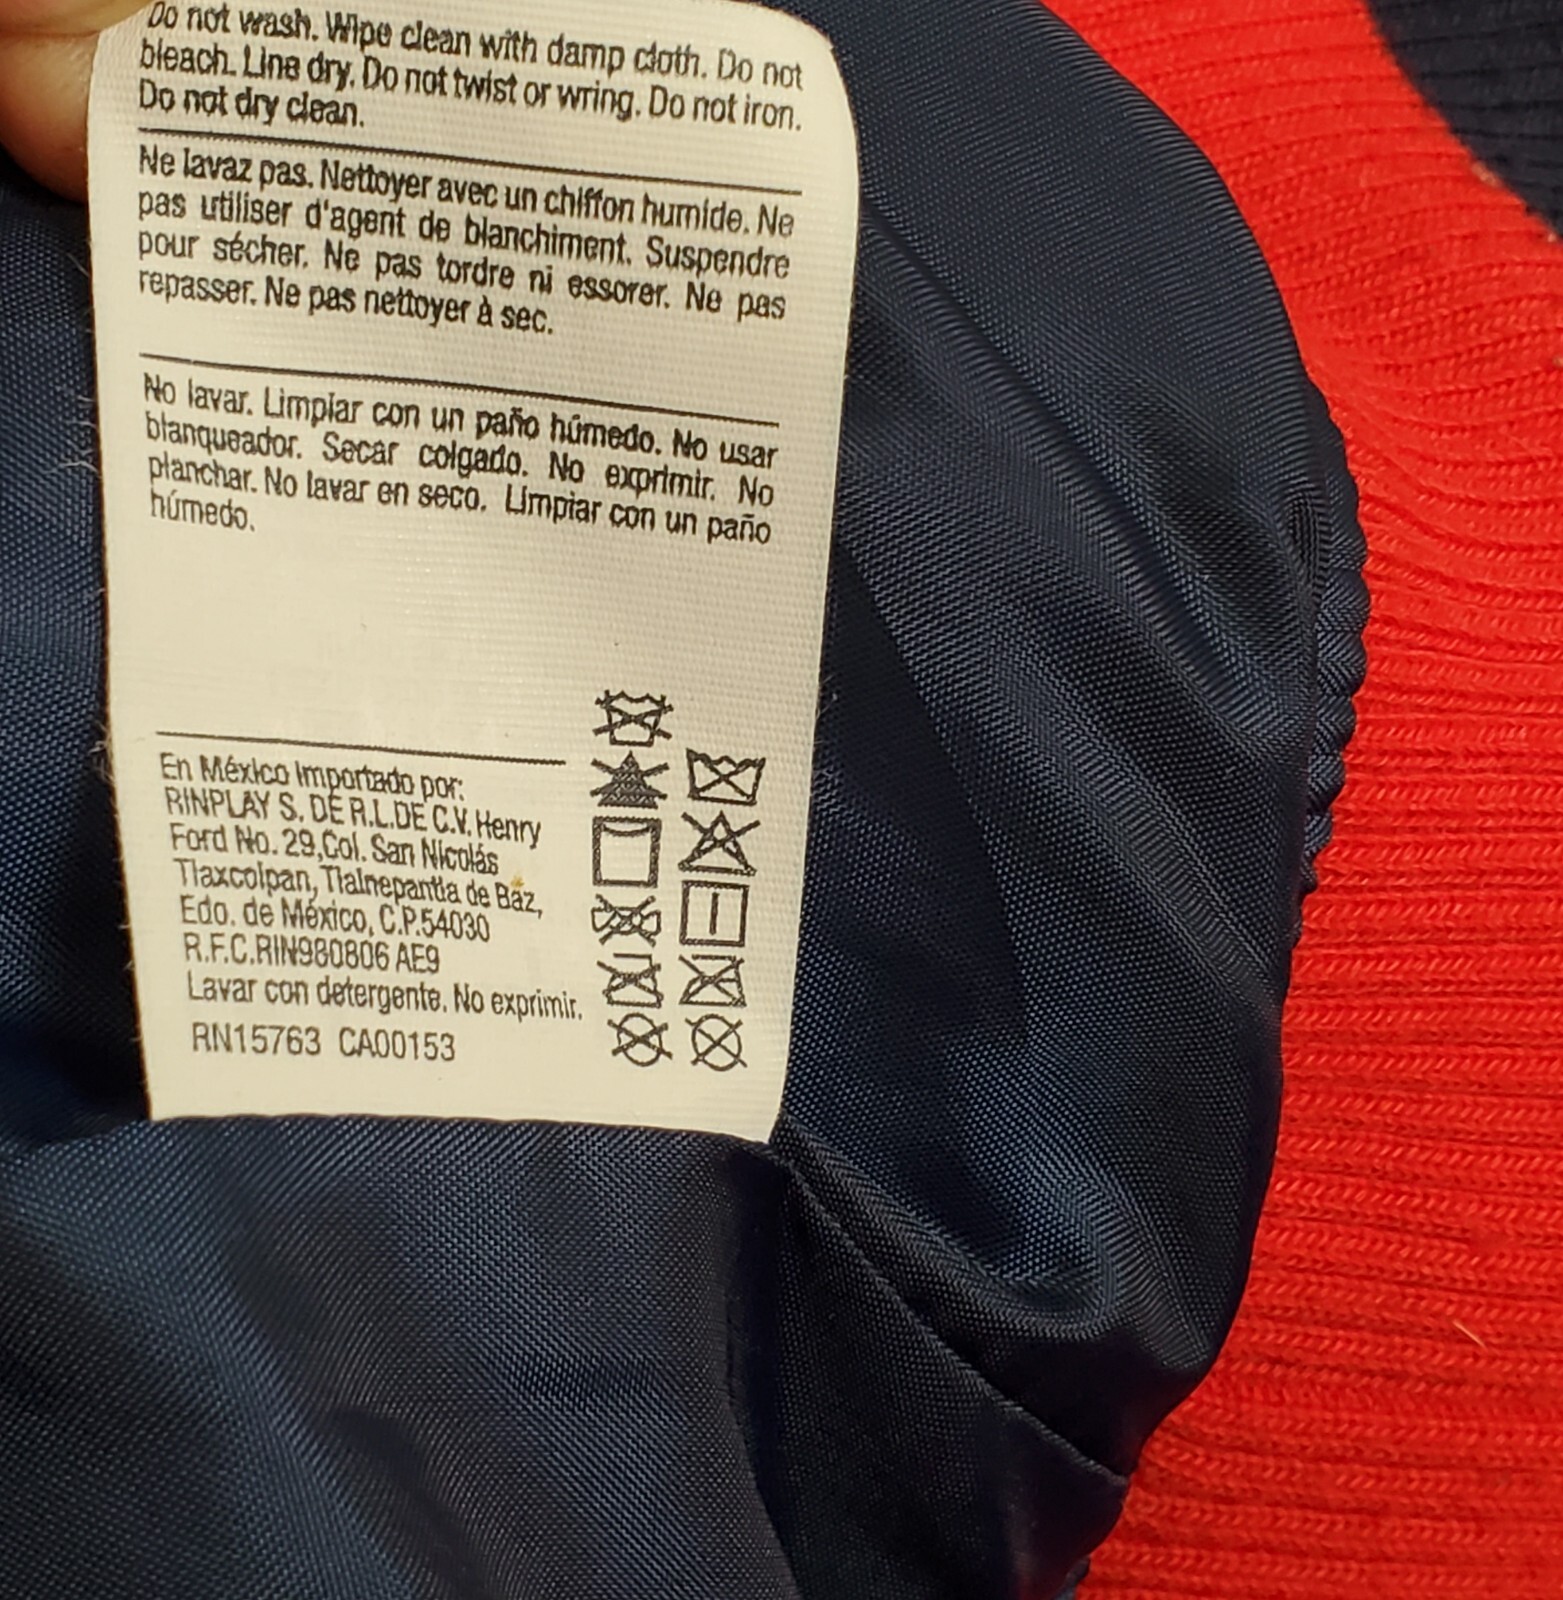 Do not wash. Wipe clean with damp cloth. Do not
bleach. Line dry. Do not twist or wring. Do not iron.
Do not dry clean.
Ne lavaz pas. Nettoyer avec un chiffon humide. Ne
pas utiliser d'agent de blanchiment. Suspendre
pour sécher. Ne pas tordre ni essorer. Ne pas
repasser. Ne pas nettoyer à sec.
No lavar. Limpiar con un paño húmedo. No usar
blanqueador. Secar colgado. No exprimir. No
planchar. No lavar en seco. Limpiar con un paño
húmedo.
En México Importado por:
RINPLAY S. DE R.L.DE C.V. Henry
Ford No. 29,Col. San Nicolás
Tlaxcolpan, Tlalnepantla de Báz,
Edo. de México, C.P.54030
R.F.C.RIN980806 AE9
Lavar con detergente. No exprimir.
RN15763 CA00153